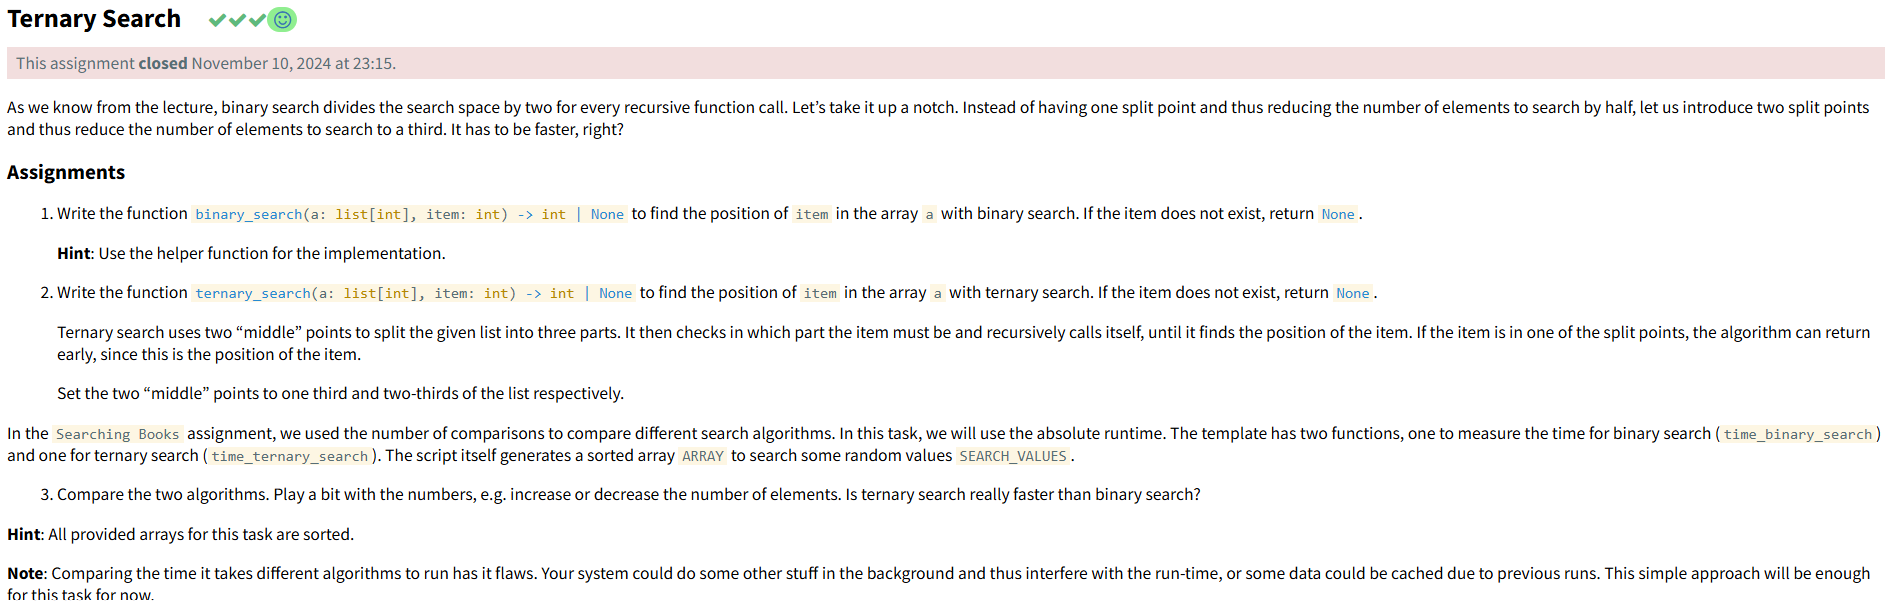 Ternary Search
This assignment closed November 10, 2024 at 23:15.
As we know from the lecture, binary search divides the search space by two for every recursive function call. Let’s take it up a notch. Instead of having one split point and thus reducing the number of elements to search by half, let us introduce two split points
and thus reduce the number of elements to search to a third. It has to be faster, right?
Assignments
1. Write the function binary_search(a: list[int], item: int) -> int | None to find the position of item in the array a with binary search. If the item does not exist, return None.
Hint: Use the helper function for the implementation.
2. Write the function ternary_search(a: list[int], item: int) -> int | None to find the position of item in the array a with ternary search. If the item does not exist, return None.
Ternary search uses two “middle” points to split the given list into three parts. It then checks in which part the item must be and recursively calls itself, until it finds the position of the item. If the item is in one of the split points, the algorithm can return
early, since this is the position of the item.
Set the two “middle” points to one third and two-thirds of the list respectively.
In the Searching Books assignment, we used the number of comparisons to compare different search algorithms. In this task, we will use the absolute runtime. The template has two functions, one to measure the time for binary search (time_binary_search)
and one for ternary search (time_ternary_search). The script itself generates a sorted array ARRAY to search some random values SEARCH_VALUES.
3. Compare the two algorithms. Play a bit with the numbers, e.g. increase or decrease the number of elements. Is ternary search really faster than binary search?
Hint: All provided arrays for this task are sorted.
Note: Comparing the time it takes different algorithms to run has it flaws. Your system could do some other stuff in the background and thus interfere with the run-time, or some data could be cached due to previous runs. This simple approach will be enough
for this task for now.